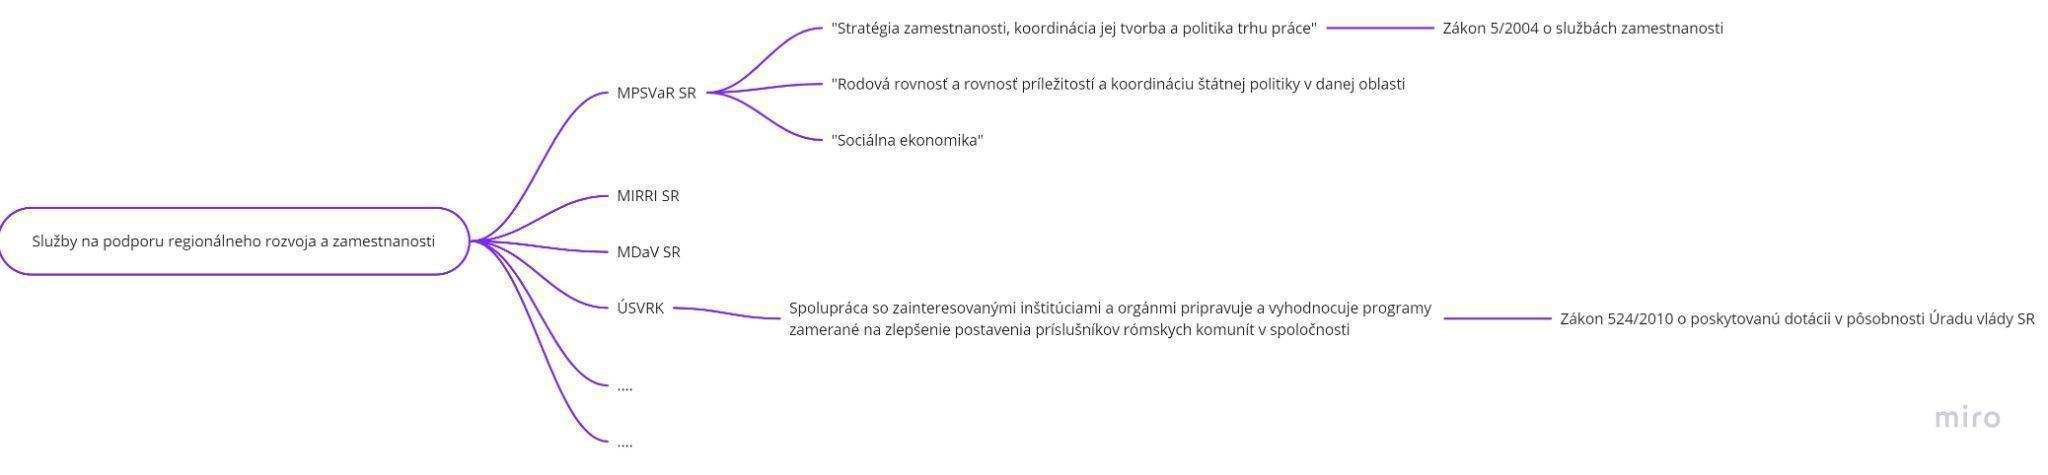 "Stratégia zamestnanosti, koordinácia jej tvorba a politika trhu práce"
Zákon 5/2004 o službách zamestnanosti
"Rodová rovnosť a rovnosť príležitostí a koordináciu štátnej politiky v danej oblasti
MPSVaR SR
"Sociálna ekonomika"
MIRRI SR
Služby na podporu regionálneho rozvoja a zamestnanosti
MDaV SR
ÚSVRK
Spolupráca so zainteresovanými inštitúciami a orgánmi pripravuje a vyhodnocuje programy
zamerané na zlepšenie postavenia príslušníkov rómskych komunít v spoločnosti
Zákon 524/2010 o poskytovanú dotácii v pôsobnosti Úradu vlády SR
....
....
miro